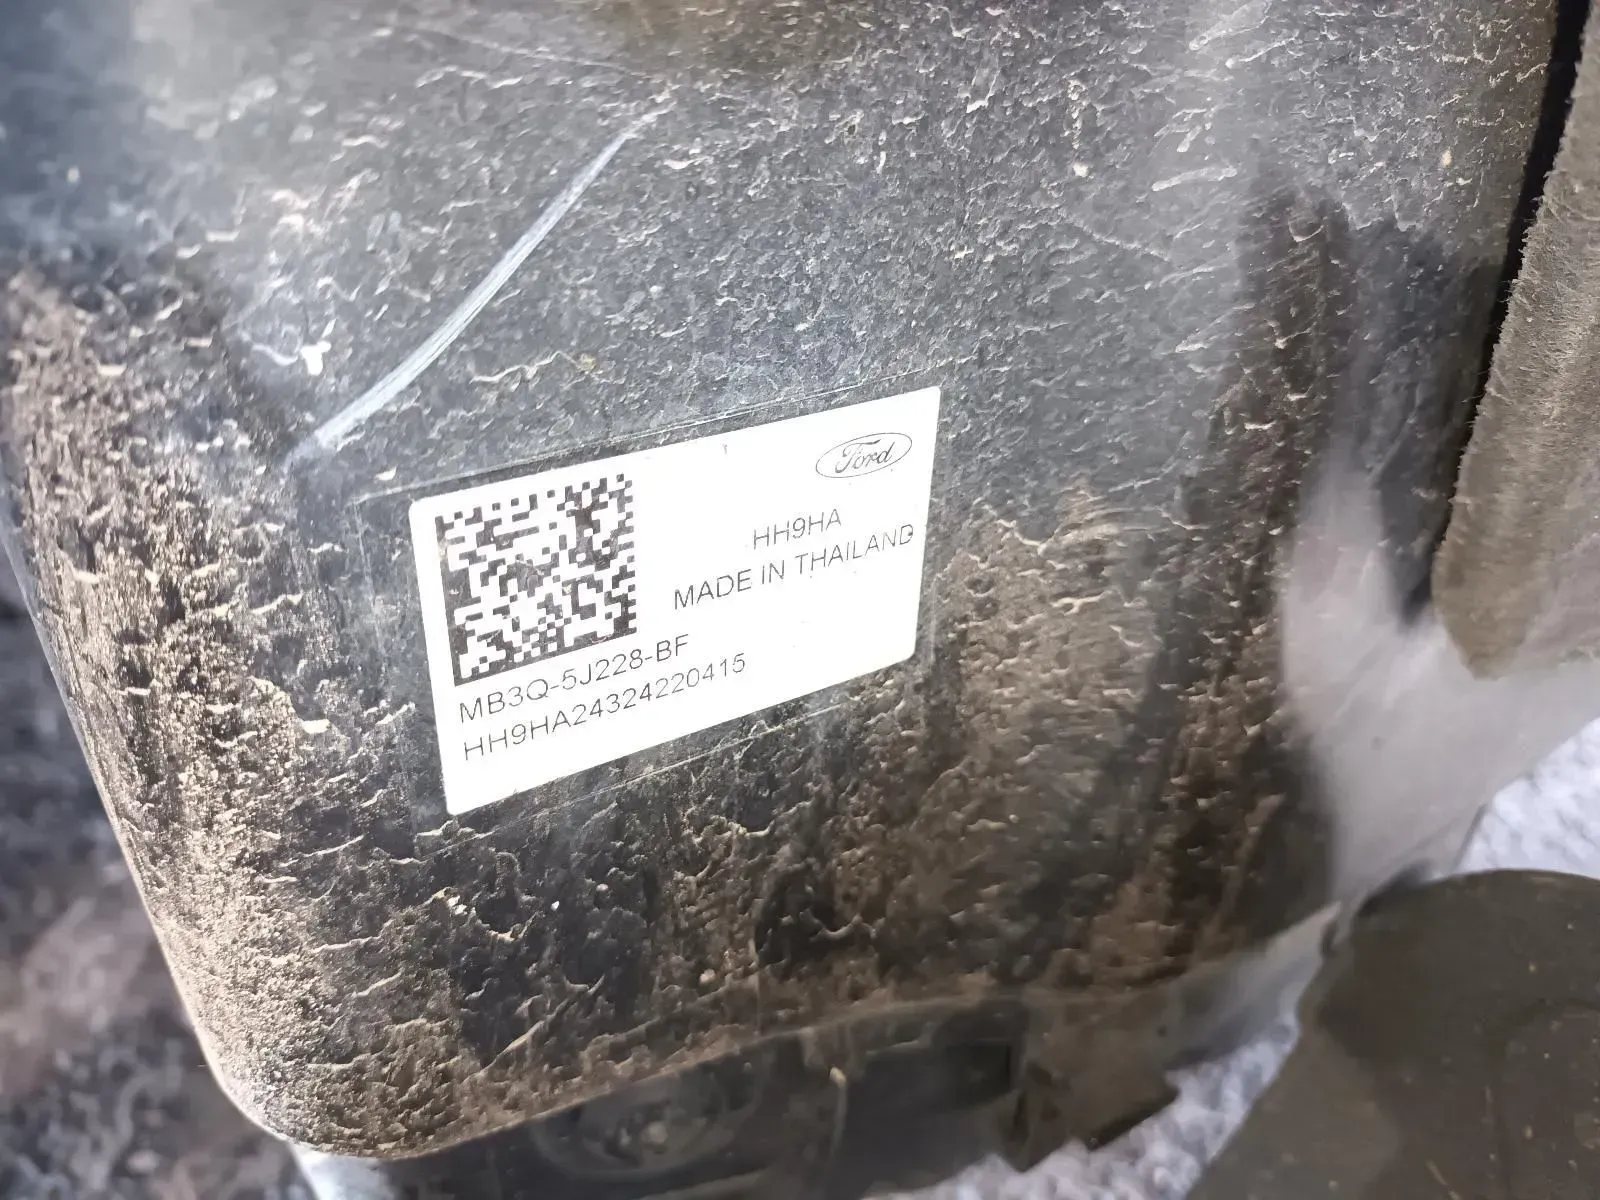 Ford
HH9HA
MADE IN THAILAND
MB3Q-5J228-BF
HH9HA24324220415